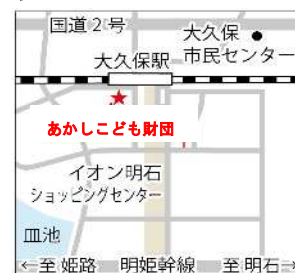 国道2号
大久保
市民センター
大久保駅
あかしこども財団
イオン明石
ショッピングセンター
皿池
←至姫路 明姫幹線 至明石→